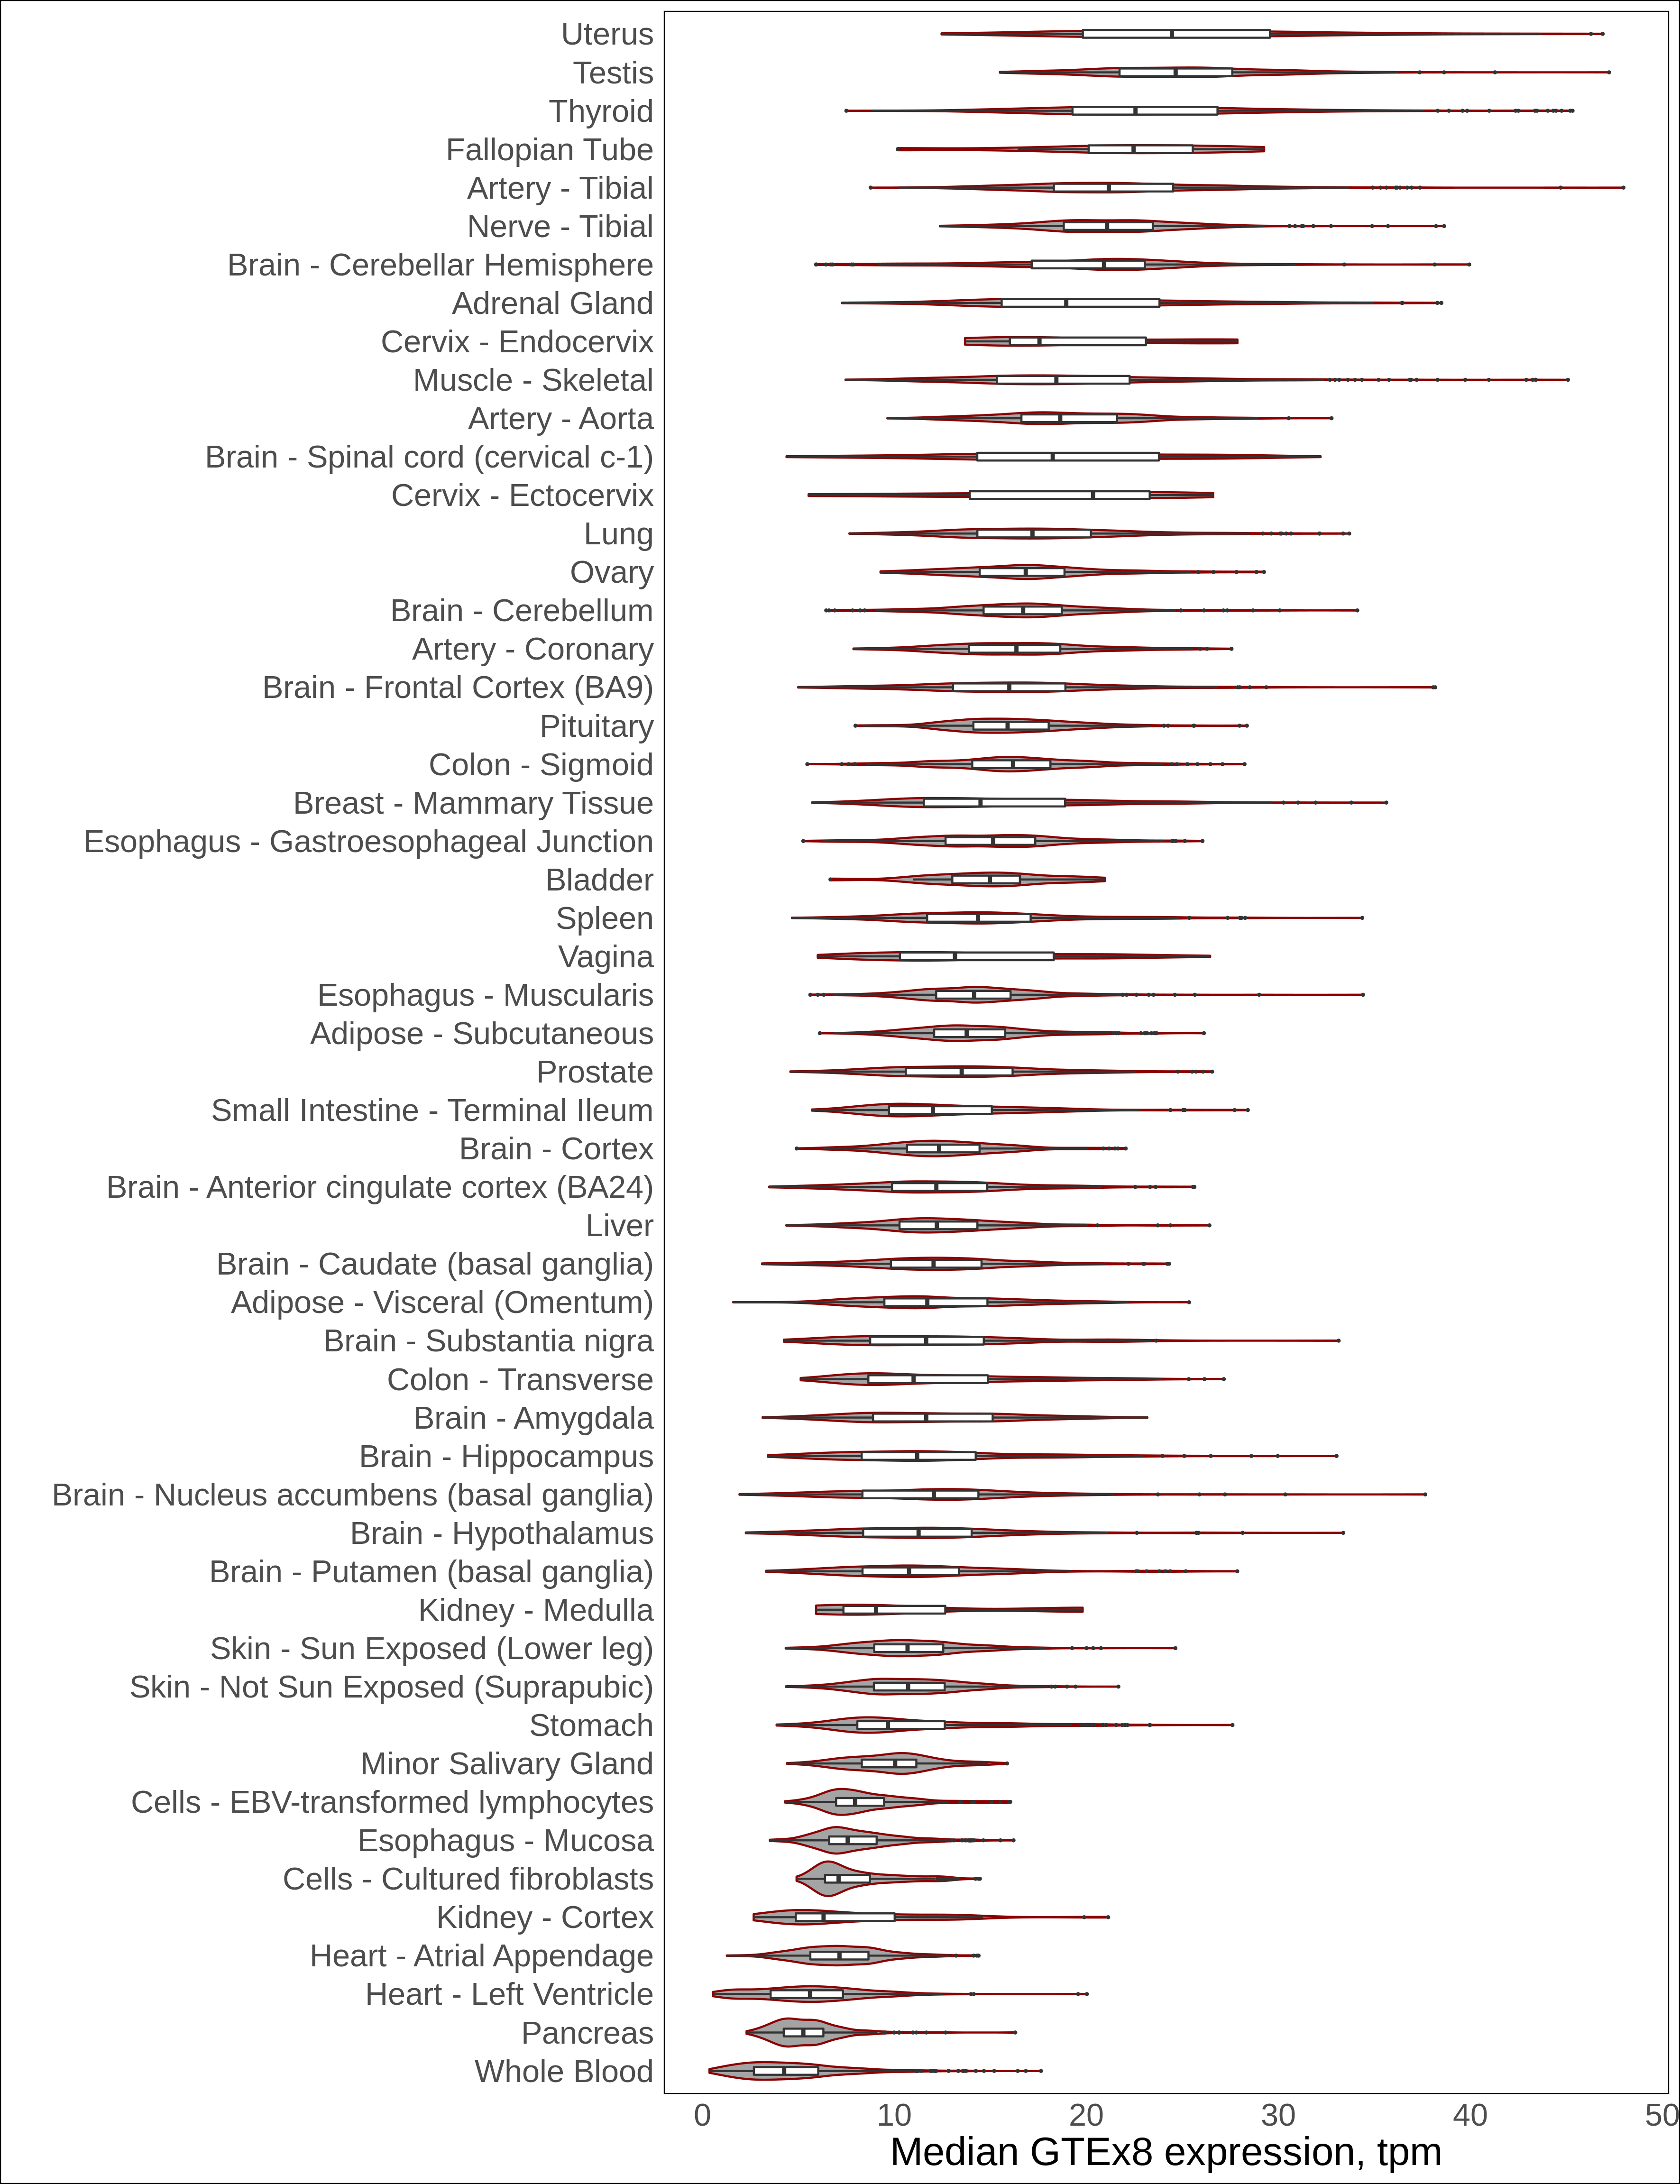 Uterus
Testis
Thyroid
Fallopian Tube
Artery - Tibial
Nerve - Tibial
Brain - Cerebellar Hemisphere
Adrenal Gland
Cervix - Endocervix
Muscle - Skeletal
Artery - Aorta
Brain - Spinal cord (cervical c-1)
Cervix - Ectocervix
Lung
Ovary
Brain - Cerebellum
Artery - Coronary
Brain - Frontal Cortex (BA9)
Pituitary
Colon - Sigmoid
Breast - Mammary Tissue
Esophagus - Gastroesophageal Junction
Bladder
Spleen
Vagina
Esophagus - Muscularis
Adipose - Subcutaneous
Prostate
Small Intestine - Terminal Ileum
Brain - Cortex
Brain - Anterior cingulate cortex (BA24)
Liver
Brain - Caudate (basal ganglia)
Adipose - Visceral (Omentum)
Brain - Substantia nigra
Colon - Transverse
Brain - Amygdala
Brain - Hippocampus
Brain - Nucleus accumbens (basal ganglia)
Brain - Hypothalamus
Brain - Putamen (basal ganglia)
Kidney - Medulla
Skin - Sun Exposed (Lower leg)
Skin - Not Sun Exposed (Suprapubic)
Stomach
Minor Salivary Gland
Cells - EBV-transformed lymphocytes
Esophagus - Mucosa
Cells - Cultured fibroblasts
Kidney - Cortex
Heart - Atrial Appendage
Heart - Left Ventricle
Pancreas
Whole Blood
0 10 20 30 40 50
Median GTEx8 expression, tpm